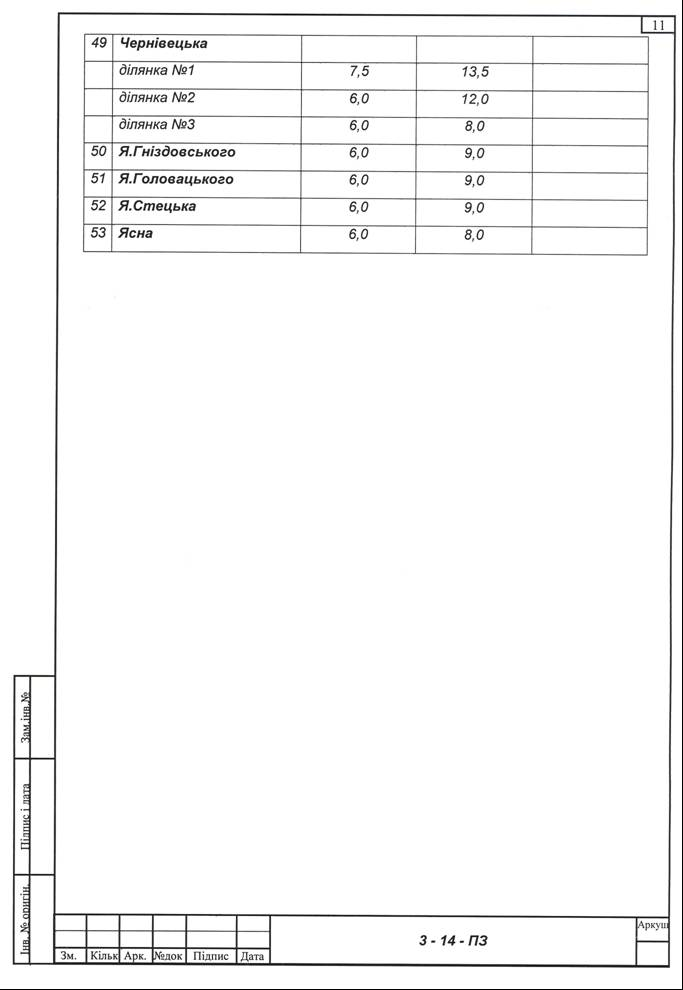 11
49 Чернівецька
ділянка №1 7,5 13,5
ділянка №2 6,0 12,0
ділянка №3 6,0 8,0
50 Я.Гніздовського 6,0 9,0
51 Я.Головацького 6,0 9,0
52 Я.Стецька 6,0 9,0
53 Ясна 6,0 8,0
Зам.інв.№
Підпис і дата
Інв. № оригін.
3 - 14 - ПЗ
Аркуш
Зм. Кільк Арк. №док Підпис Дата